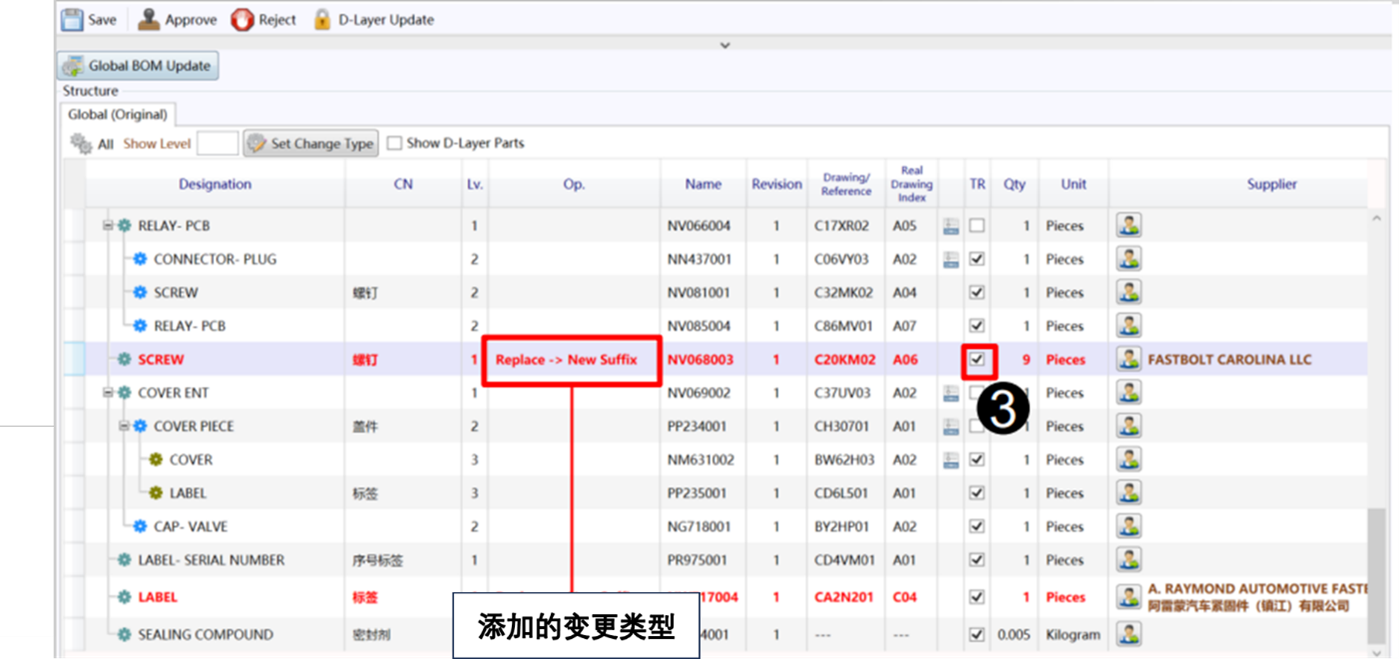 Save Approve Reject D-Layer Update
Global BOM Update
Structure
Global (Original)
All Show Level Set Change Type Show D-Layer Parts
Designation CN Lv. Op. Name Revision Drawing/ Reference Real Drawing Index TR Qty Unit Supplier
RELAY- PCB 1 NV066004 1 C17XR02 A05 1 Pieces
CONNECTOR- PLUG 2 NN437001 1 C06VY03 A02 1 Pieces
SCREW 螺钉 2 NV081001 1 C32MK02 A04 1 Pieces
RELAY- PCB 2 NV085004 1 C86MV01 A07 1 Pieces
SCREW 螺钉 1 Replace -> New Suffix NV068003 1 C20KM02 A06 9 Pieces FASTBOLT CAROLINA LLC
COVER ENT 1 NV069002 1 C37UV03 A02 1 Pieces
3
COVER PIECE 盖件 2 PP234001 1 CH30701 A01 1 Pieces
COVER 3 NM631002 1 BW62H03 A02 1 Pieces
LABEL 标签 3 PP235001 1 CD6L501 A01 1 Pieces
CAP- VALVE 2 NG718001 1 BY2HP01 A02 1 Pieces
LABEL- SERIAL NUMBER 序号标签 1 PR975001 1 CD4VM01 A01 1 Pieces
LABEL 标签 17004 1 CA2N201 C04 1 Pieces A. RAYMOND AUTOMOTIVE FASTE
阿雷蒙汽车紧固件（镇江）有限公司
SEALING COMPOUND 密封剂 4001 1 --- --- 0.005 Kilogram
添加的变更类型